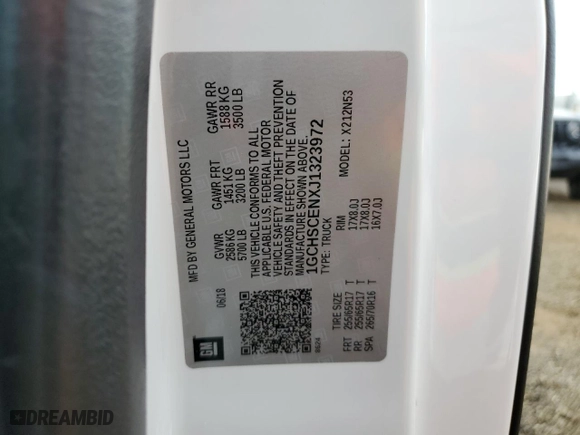 MFD BY GENERAL MOTORS LLC
GVWR GAWR FRT GAWR RR
2586 KG 1451 KG 1588 KG
5700 LB 3200 LB 3500 LB
THIS VEHICLE CONFORMS TO ALL
APPLICABLE U.S. FEDERAL MOTOR
VEHICLE SAFETY AND THEFT PREVENTION
STANDARDS IN EFFECT ON THE DATE OF
MANUFACTURE SHOWN ABOVE.
1GCHSCENXJ1323972
TYPE: TRUCK MODEL: X212N53
06/18
GM
TIRE SIZE RIM
FRT 255/65R17 T 17X8.0J
RR 255/65R17 T 17X8.0J
SPA 265/70R16 T 16X7.0J
DREAMBID